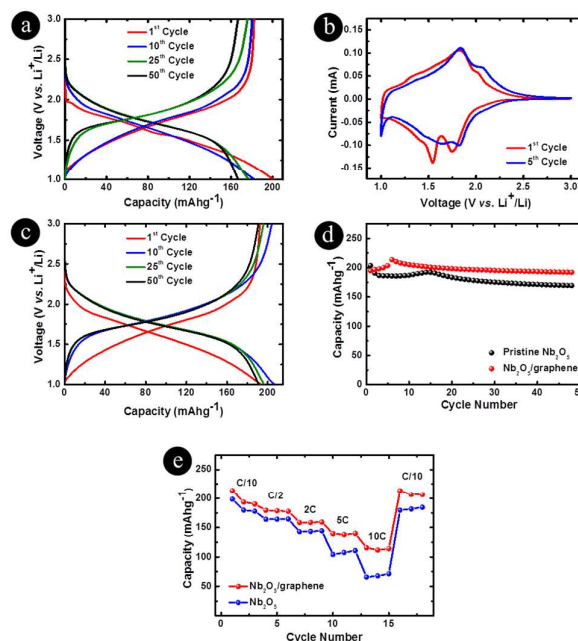 a
3.0
2.5
2.0
1.5
1.0
Voltage (V vs. Li+/Li)
1st Cycle
10th Cycle
25th Cycle
50th Cycle
0 40 80 120 160 200
Capacity (mAhg-1)
b
0.15
0.10
0.05
0.00
0.05
-0.10
-0.15
Current (mA)
1st Cycle
5th Cycle
1.0 1.5 2.0 2.5 3.0
Voltage (V vs. Li+/Li)
c
3.0
2.5
2.0
1.5
1.0
Voltage (V vs. Li+/Li)
1st Cycle
10th Cycle
25th Cycle
50th Cycle
0 40 80 120 160 200
Capacity (mAhg-1)
d
300
250
200
150
100
50
0
Capacity (mAhg-1)
Pristine Nb2O5
Nb2O5/graphene
0 10 20 30 40 50
Cycle Number
e
250
200
150
100
50
Capacity (mAhg-1)
C/10
C/2
2C
5C
10C
C/10
Nb2O5/graphene
Nb2O5
0 5 10 15 20
Cycle Number